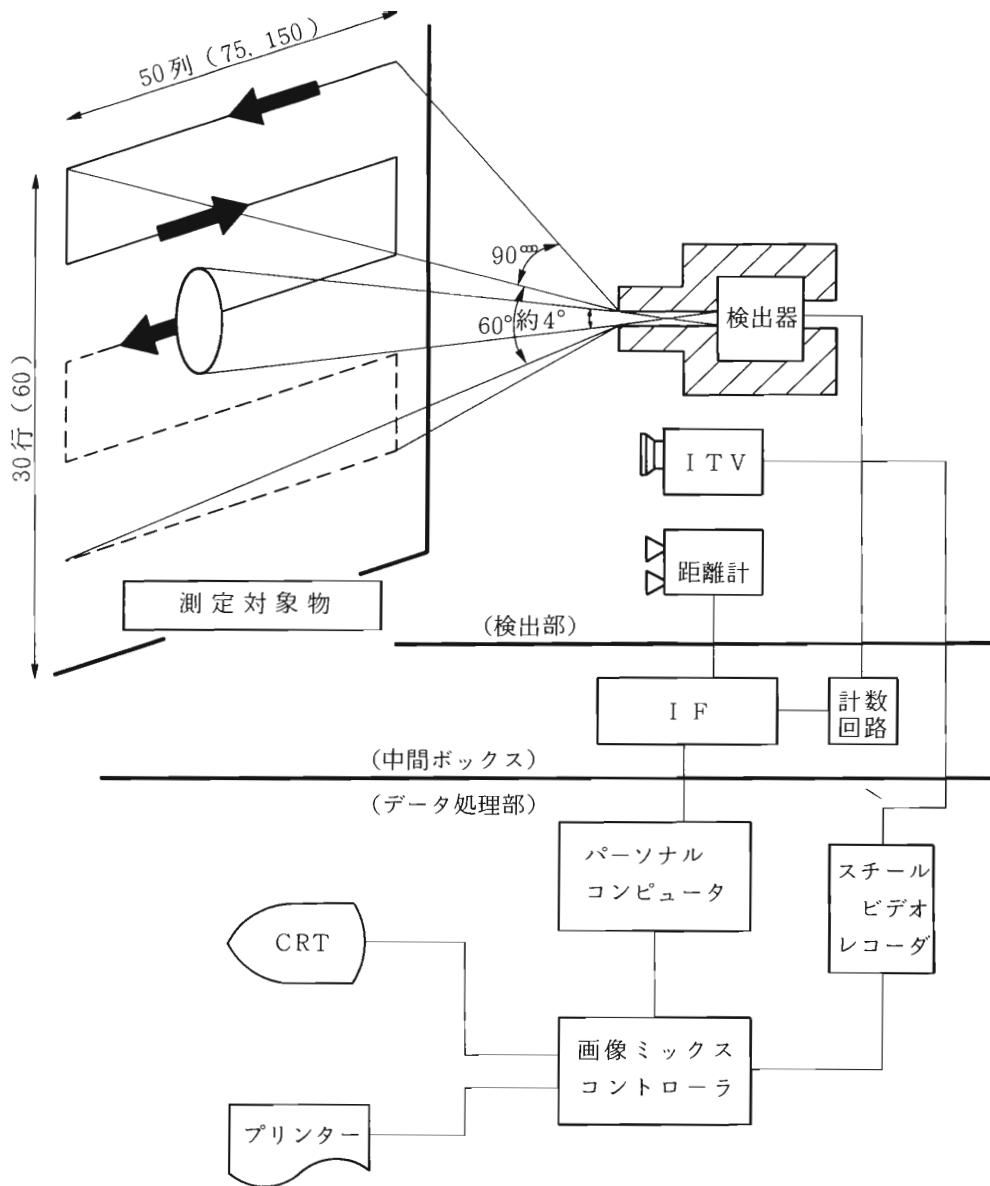 50列(75, 150)
30行(60)
90°
60°
約4°
検出器
ITV
距離計
測定対象物
(検出部)
IF
計数
回路
(中間ボックス)
(データ処理部)
パーソナル
コンピュータ
スチール
ビデオ
レコーダ
CRT
画像ミックス
コントローラ
プリンター